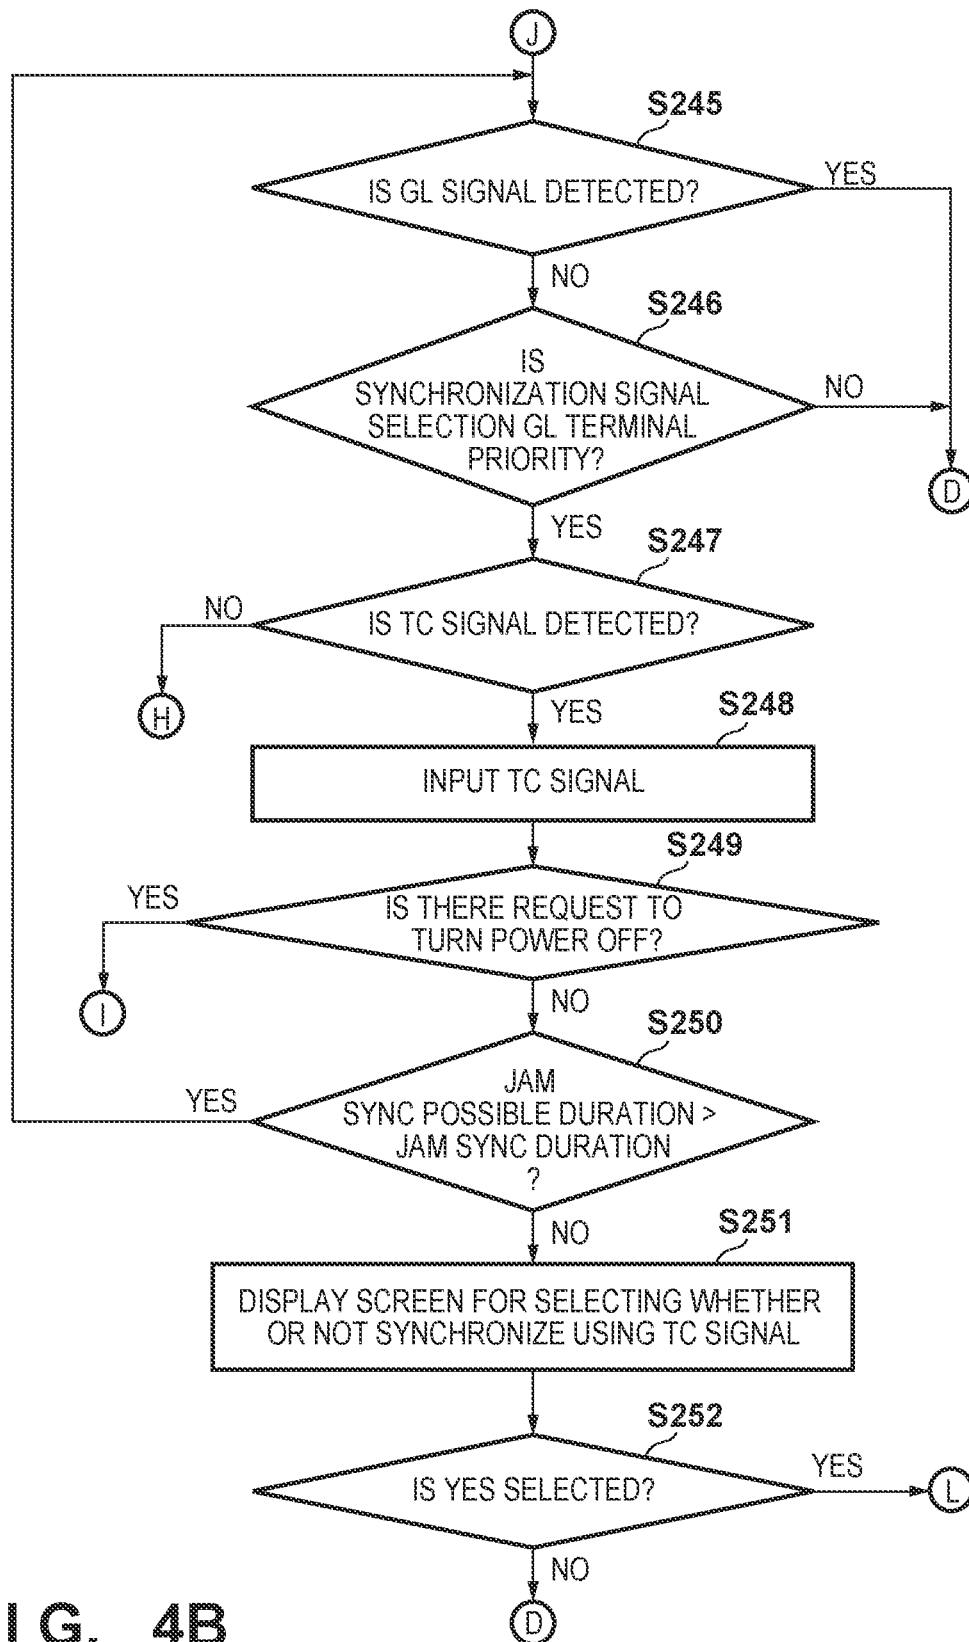 J
S245
IS GL SIGNAL DETECTED?
YES
NO
S246
IS
SYNCHRONIZATION SIGNAL
SELECTION GL TERMINAL
PRIORITY?
NO
D
YES
S247
NO
IS TC SIGNAL DETECTED?
H
YES
S248
INPUT TC SIGNAL
S249
YES
IS THERE REQUEST TO
TURN POWER OFF?
I
NO
S250
YES
JAM
SYNC POSSIBLE DURATION >
JAM SYNC DURATION
?
NO
S251
DISPLAY SCREEN FOR SELECTING WHETHER
OR NOT SYNCHRONIZE USING TC SIGNAL
S252
IS YES SELECTED?
YES
L
NO
D
I G. 4B